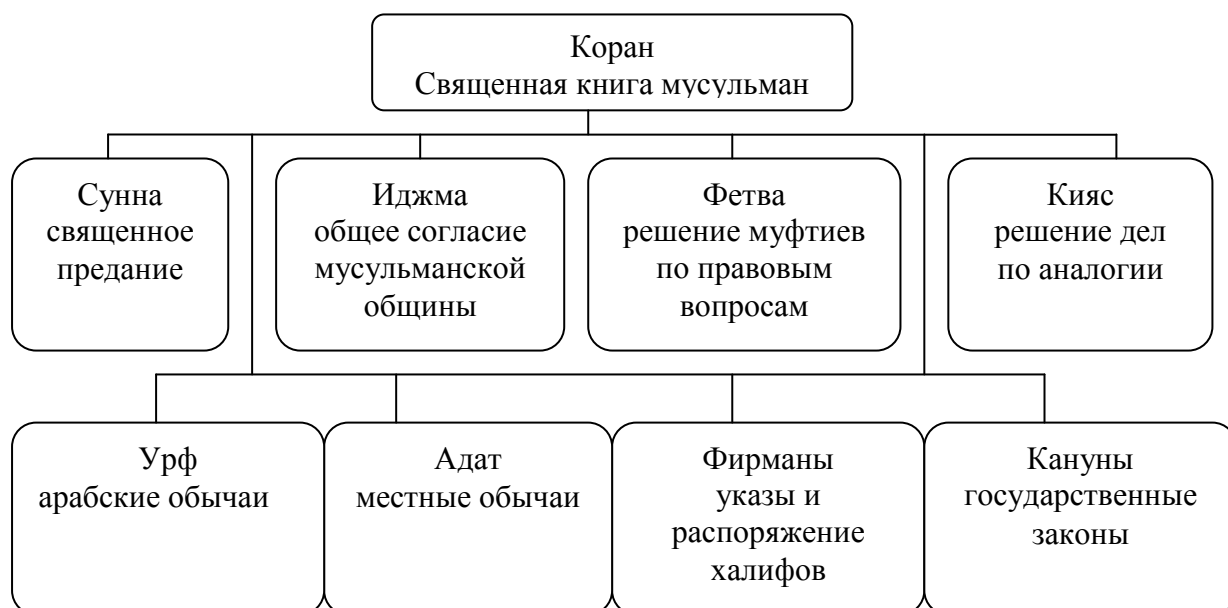 Коран
Священная книга мусульман
Сунна
священное
предание
Иджма
общее согласие
мусульманской
общины
Фетва
решение муфтиев
по правовым
вопросам
Кияс
решение дел
по аналогии
Урф
арабские обычаи
Адат
местные обычаи
Фирманы
указы и
распоряжение
халифов
Кануны
государственные
законы